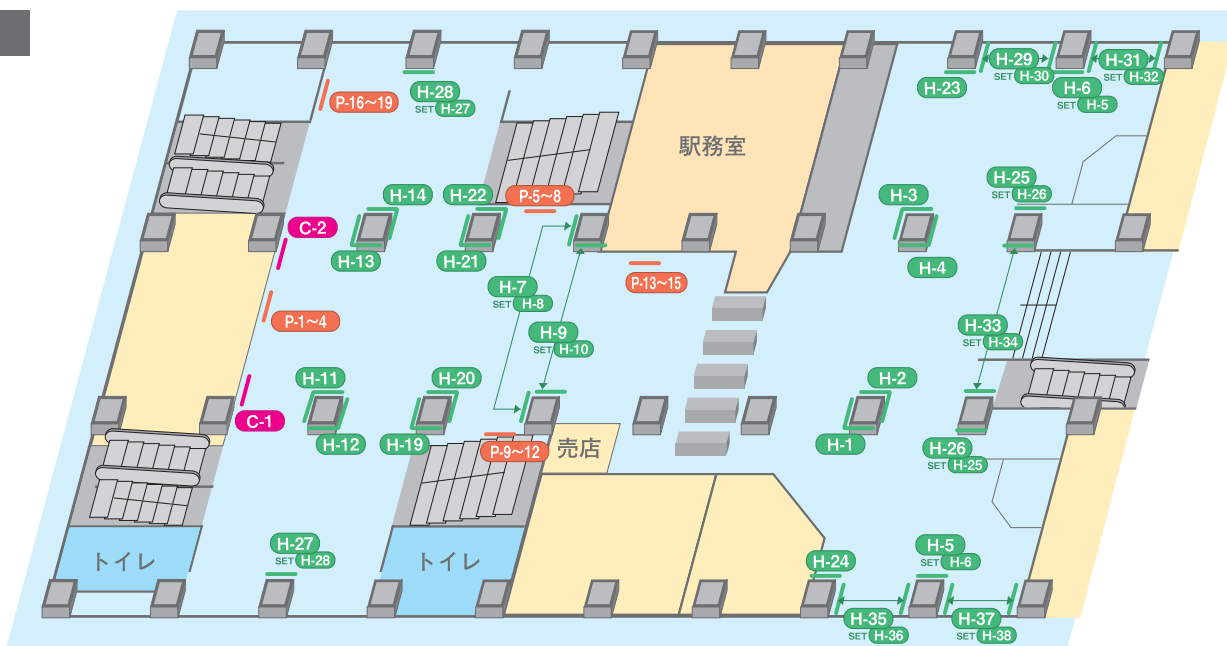 H-29
SET H-30
H-31
SET H-32
H-23
H-6
SET H-5
H-28
SET H-27
P-16〜19
駅務室
H-25
SET H-26
H-14
H-22
P-5〜8
H-3
C-2
H-13
H-21
H-4
P-13〜15
H-7
SET H-8
P-1〜4
H-9
SET H-10
H-33
SET H-34
H-11
H-20
H-2
C-1
H-12
H-19
P-9〜12
売店
H-1
H-26
SET H-25
トイレ
トイレ
H-27
SET H-28
H-24
H-5
SET H-6
H-35
SET H-36
H-37
SET H-38